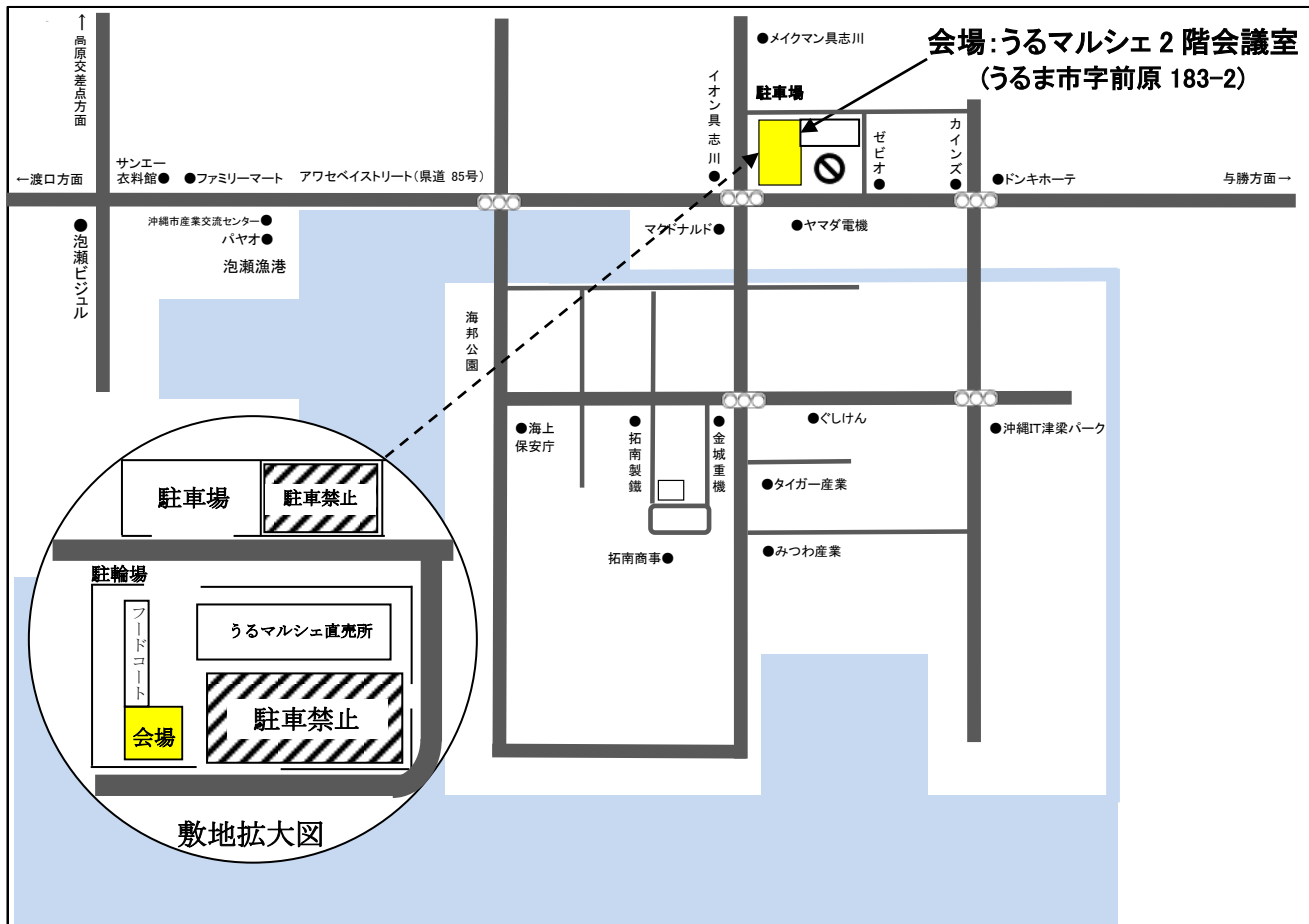 ↑高原交差点方面
●メイクマン具志川
会場：うるマルシェ２階会議室
(うるま市字前原 183-2)
駐車場
イオン具志川●
ゼビオ●
カインズ●
←渡口方面
サンエー
衣料館●
●ファミリーマート
アワセベイストリート(県道 85号)
●ドンキホーテ
与勝方面→
●泡瀬ビジュル
沖縄市産業交流センター●
パヤオ●
泡瀬漁港
マクドナルド●
●ヤマダ電機
海邦公園
●海上
保安庁
●拓南製鐵
●金城重機
●ぐしけん
●沖縄IT津梁パーク
●タイガー産業
拓南商事●
●みつわ産業
駐車場
駐車禁止
駐輪場
フードコート
うるマルシェ直売所
駐車禁止
会場
敷地拡大図